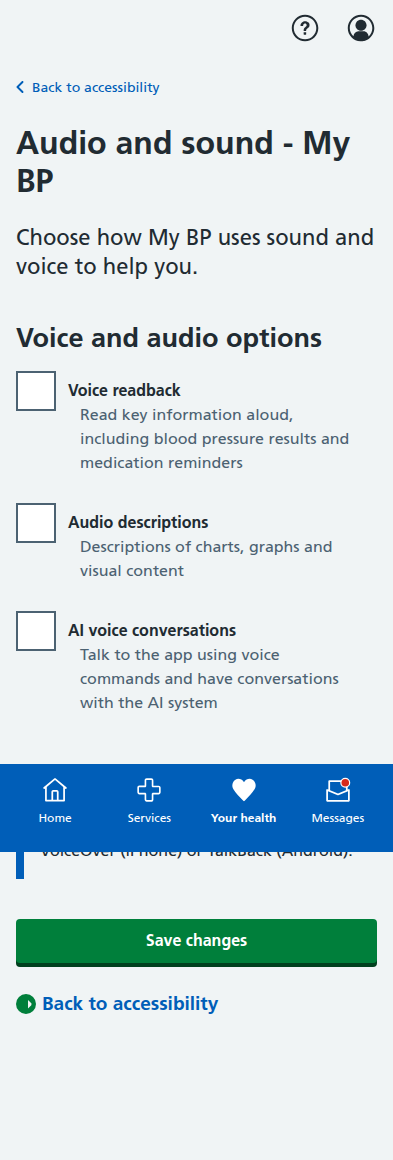 Back to accessibility
Audio and sound - My
BP
Choose how My BP uses sound and
voice to help you.
Voice and audio options
Voice readback
Read key information aloud,
including blood pressure results and
medication reminders
Audio descriptions
Descriptions of charts, graphs and
visual content
AI voice conversations
Talk to the app using voice
commands and have conversations
with the AI system
Home
Services
Your health
Messages
VoiceOver (iPhone) or TalkBack (Android).
Save changes
Back to accessibility